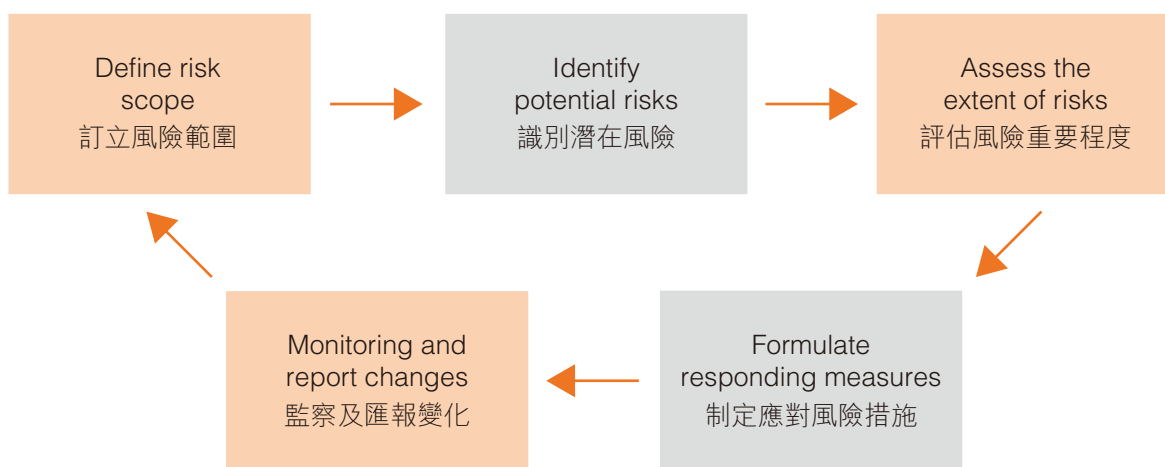 Define risk
scope
訂立風險範圍
Identify
potential risks
識別潛在風險
Assess the
extent of risks
評估風險重要程度
Monitoring and
report changes
監察及匯報變化
Formulate
responding measures
制定應對風險措施